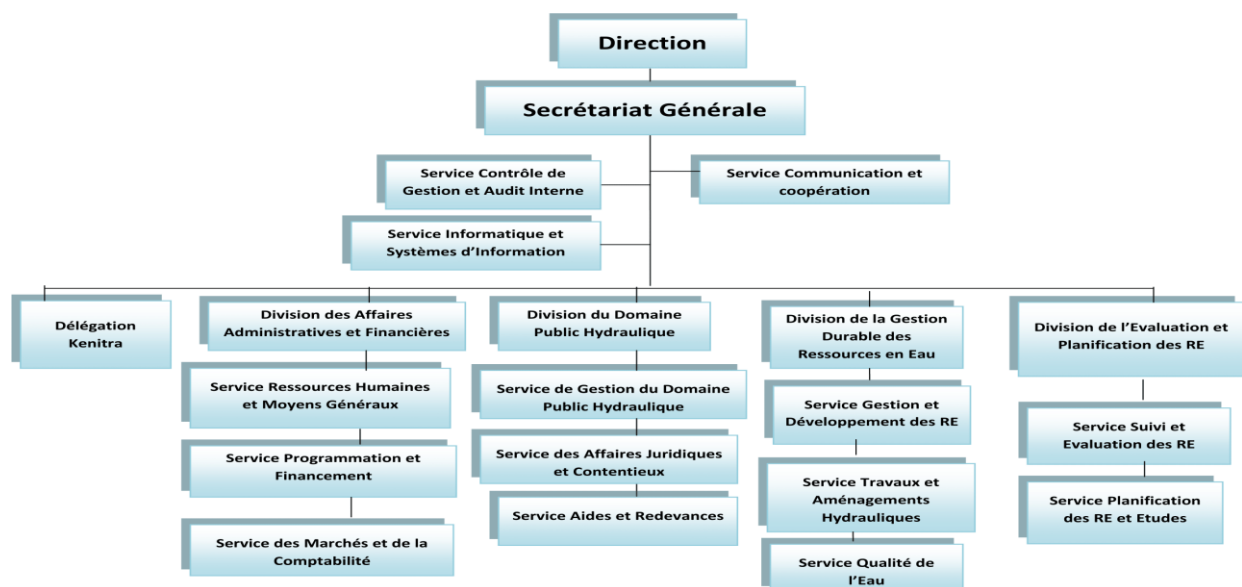 Direction
Secrétariat Générale
Service Contrôle de
Gestion et Audit Interne
Service Communication et
coopération
Service Informatique et
Systèmes d’Information
Délégation
Kenitra
Division des Affaires
Administratives et Financières
Service Ressources Humaines
et Moyens Généraux
Service Programmation et
Financement
Service des Marchés et de la
Comptabilité
Division du Domaine
Public Hydraulique
Service de Gestion du Domaine
Public Hydraulique
Service des Affaires Juridiques
et Contentieux
Service Aides et Redevances
Division de la Gestion
Durable des
Ressources en Eau
Service Gestion et
Développement des RE
Service Travaux et
Aménagements
Hydrauliques
Service Qualité de
l’Eau
Division de l’Evaluation et
Planification des RE
Service Suivi et
Evaluation des RE
Service Planification
des RE et Etudes